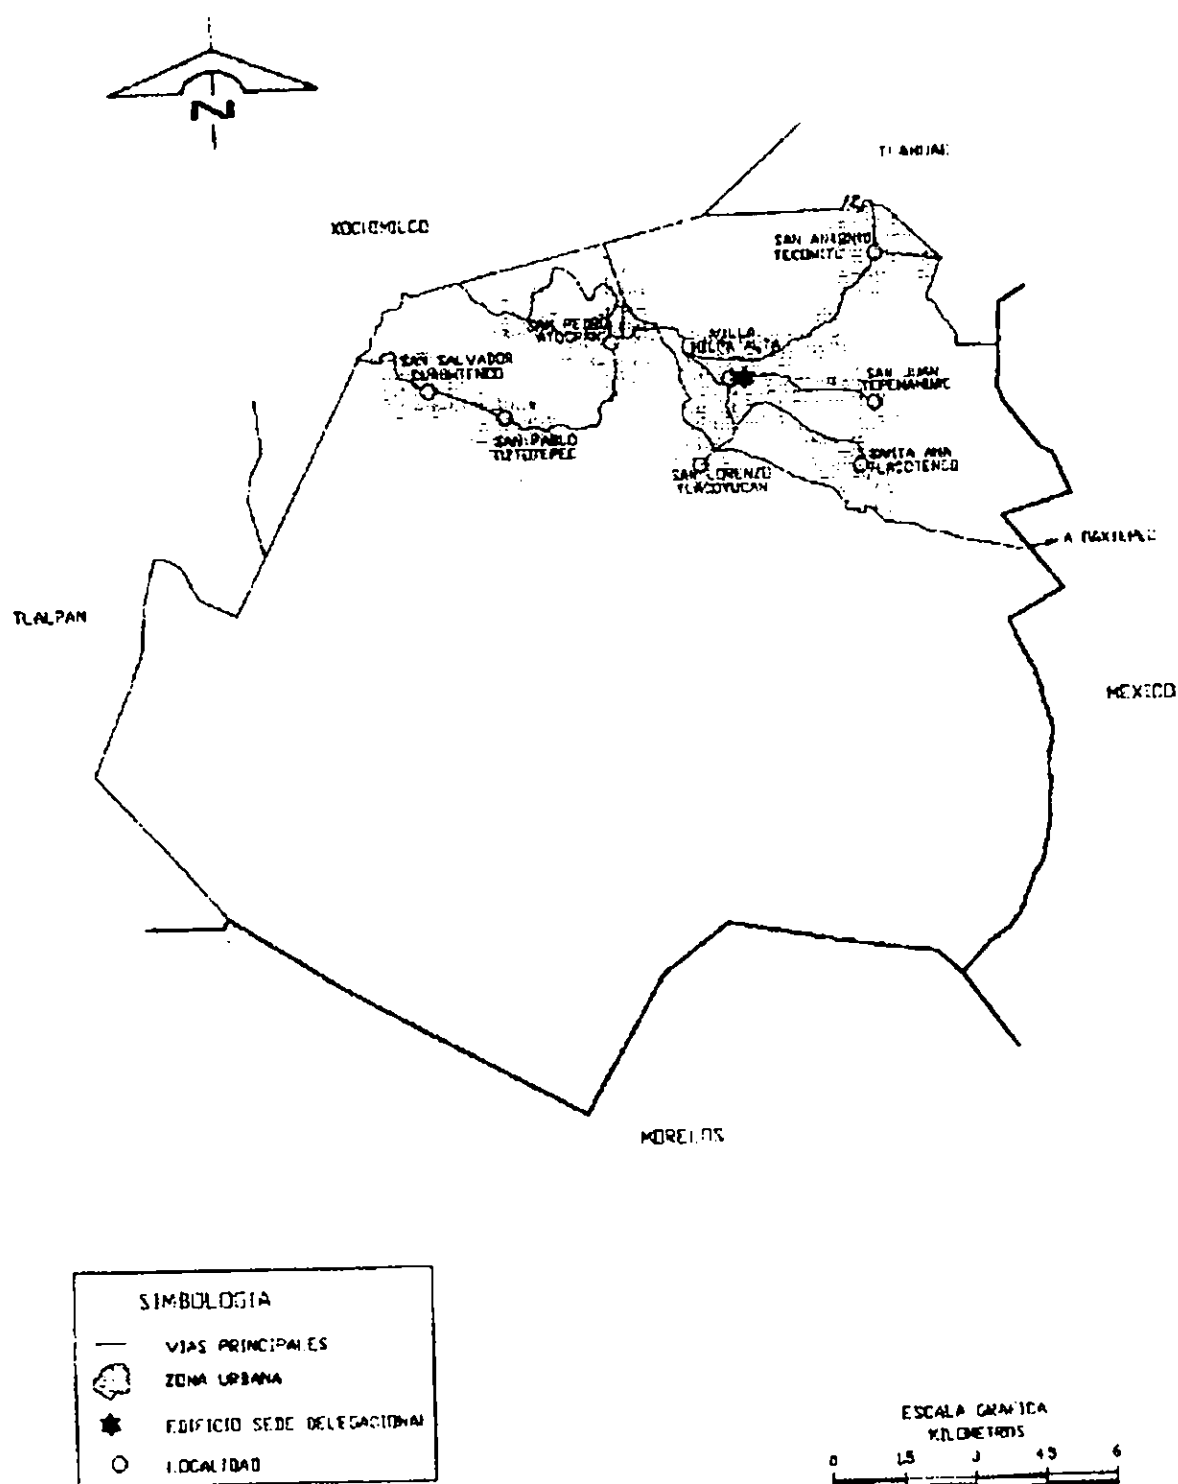 N
TLAHUAC
XOCHIMILCO
SAN ANTONIO
TECOMITL
SAN PEDRO
ATOCPAN
VILLA
MILPA ALTA
SAN SALVADOR
CUAUHTENCO
SAN JUAN
TEPENAHUAC
SAN PABLO
OZTOTEPEC
SANTA ANA
TLACOTENCO
SAN LORENZO
TLACOYUCAN
A OAXTEPEC
TLALPAN
MEXICO
MORELOS
SIMBOLOGIA
VIAS PRINCIPALES
ZONA URBANA
EDIFICIO SEDE DELEGACIONAL
LOCALIDAD
ESCALA GRAFICA
KILOMETROS
0 1.5 3 4.5 6